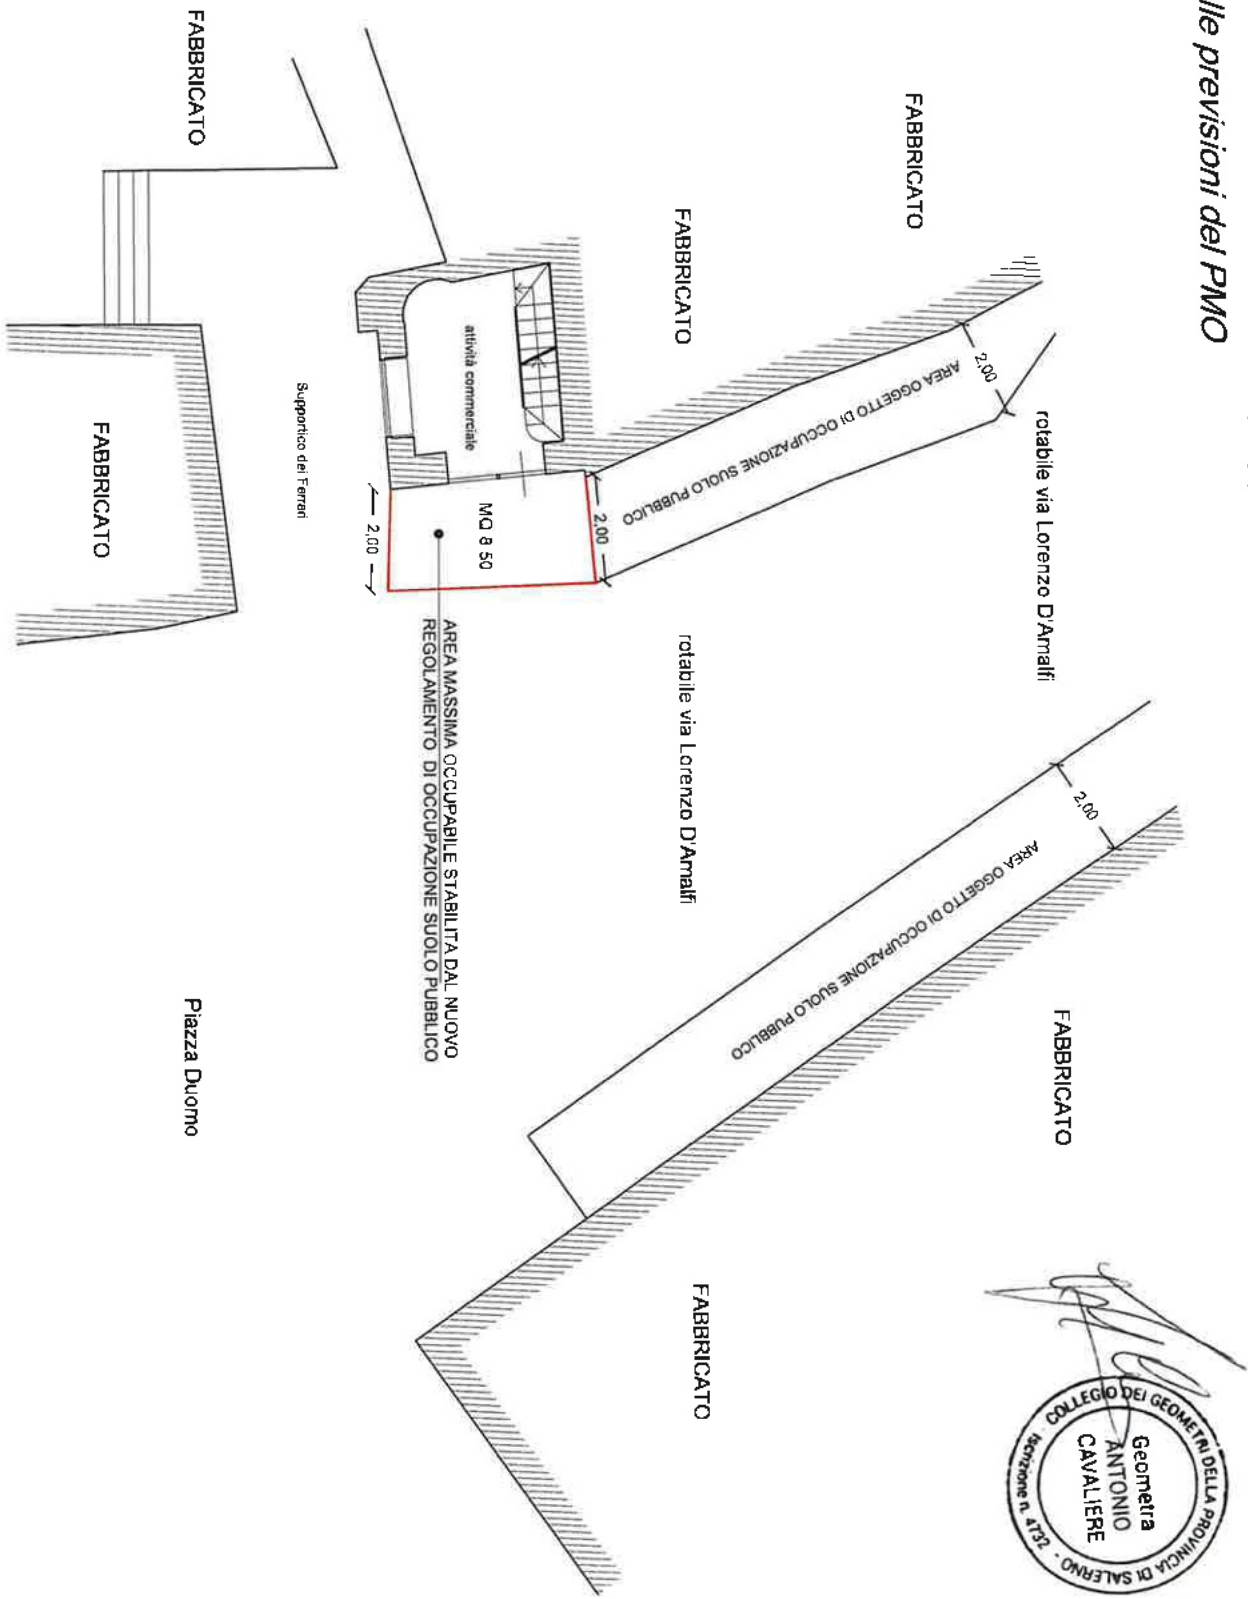 lle previsioni del PMO
FABBRICATO
rotabile via Lorenzo D'Amalfi
2,00
AREA OGGETTO DI OCCUPAZIONE SUOLO PUBBLICO
FABBRICATO
FABBRICATO
2,00
AREA OGGETTO DI OCCUPAZIONE SUOLO PUBBLICO
FABBRICATO
rotabile via Lorenzo D'Amalfi
FABBRICATO
2,00
MQ 8 50
attività commerciale
2,00
AREA MASSIMA OCCUPABILE STABILITA DAL NUOVO
REGOLAMENTO DI OCCUPAZIONE SUOLO PUBBLICO
Supportico dei Ferrari
FABBRICATO
Piazza Duomo
COLLEGIO DEI GEOMETRI DELLA PROVINCIA DI SALERNO
Iscrizione n. 4732
Geometra
ANTONIO
CAVALIERE